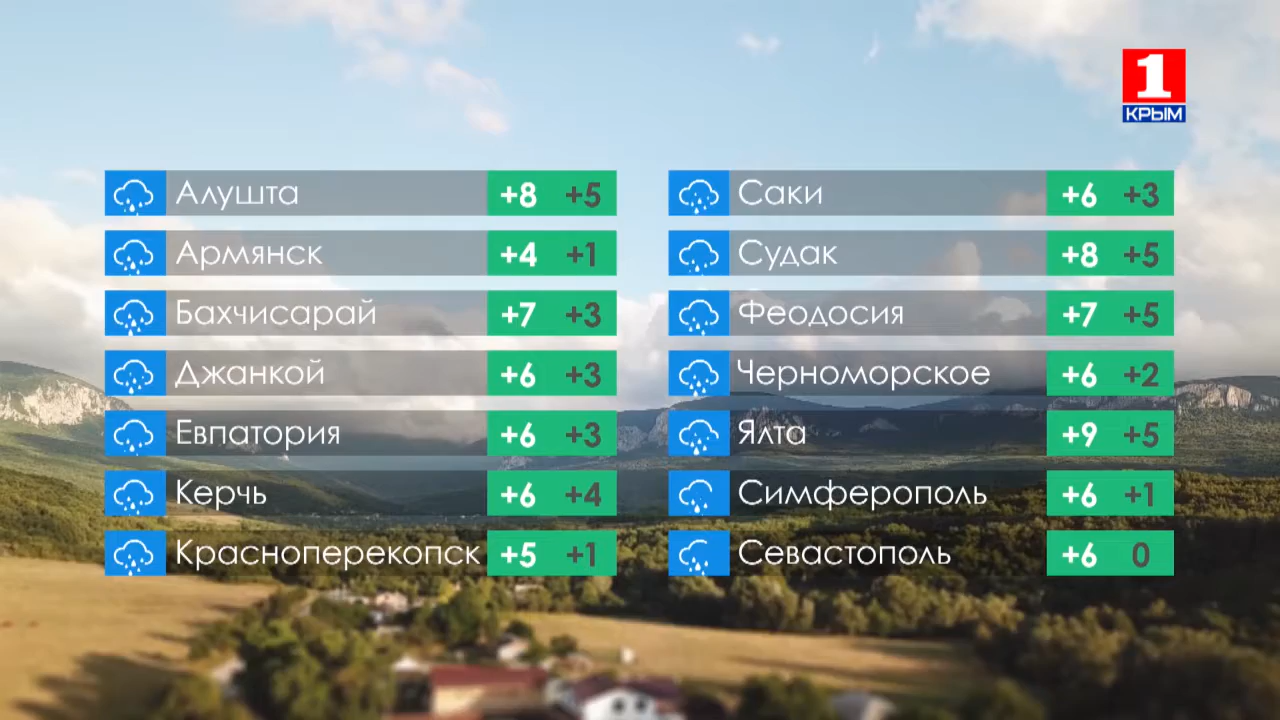 1
КРЫМ
Алушта +8 +5
Армянск +4 +1
Бахчисарай +7 +3
Джанкой +6 +3
Евпатория +6 +3
Керчь +6 +4
Красноперекопск +5 +1
Саки +6 +3
Судак +8 +5
Феодосия +7 +5
Черноморское +6 +2
Ялта +9 +5
Симферополь +6 +1
Севастополь +6 0